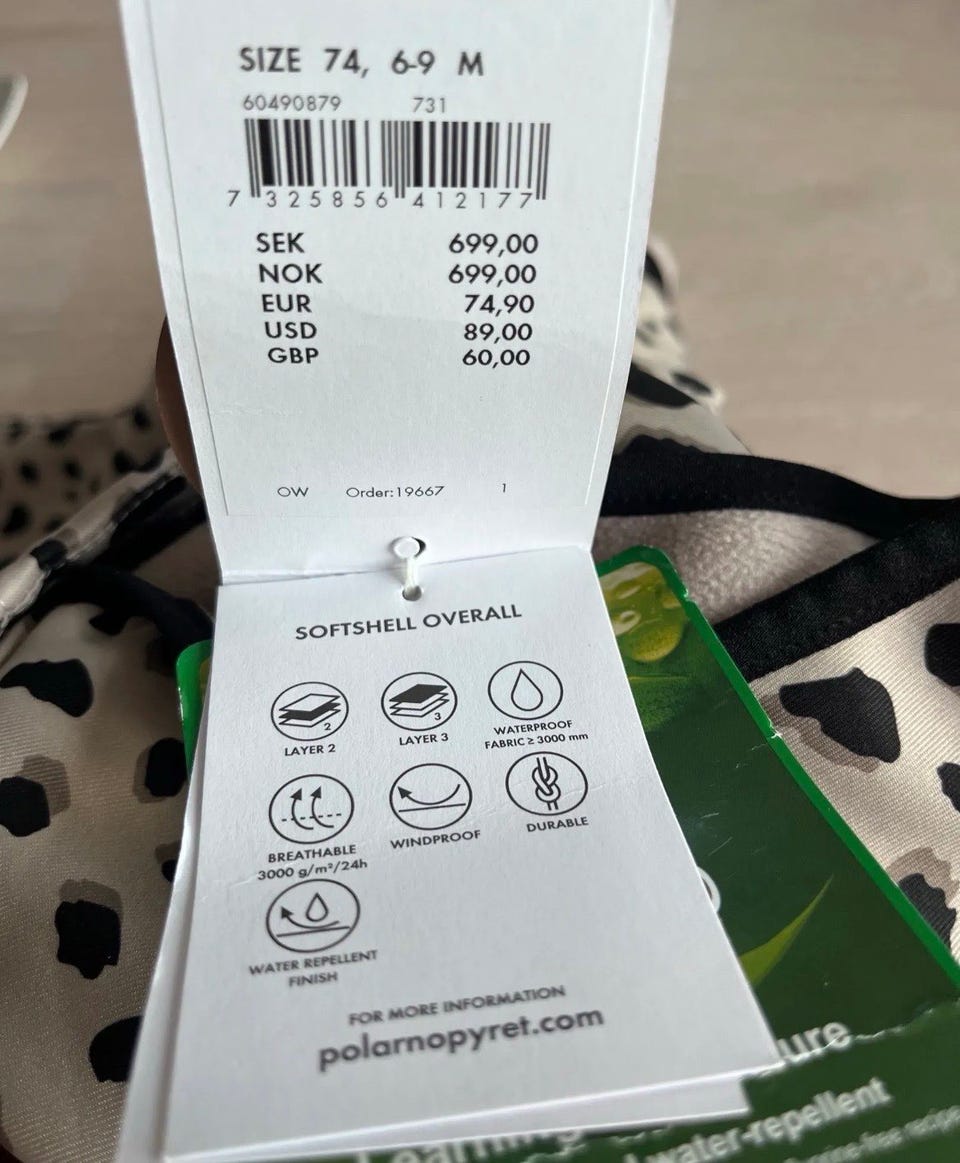 SIZE 74, 6-9 M
60490879 731
7 325856 412177
SEK 699,00
NOK 699,00
EUR 74,90
USD 89,00
GBP 60,00
OW Order:19667 1
SOFTSHELL OVERALL
2 3
LAYER 2 LAYER 3 WATERPROOF
FABRIC ≥ 3000 mm
BREATHABLE WINDPROOF DURABLE
3000 g/m²/24h
WATER REPELLENT
FINISH
FOR MORE INFORMATION
polarnopyret.com
ure
Learning
water-repellent